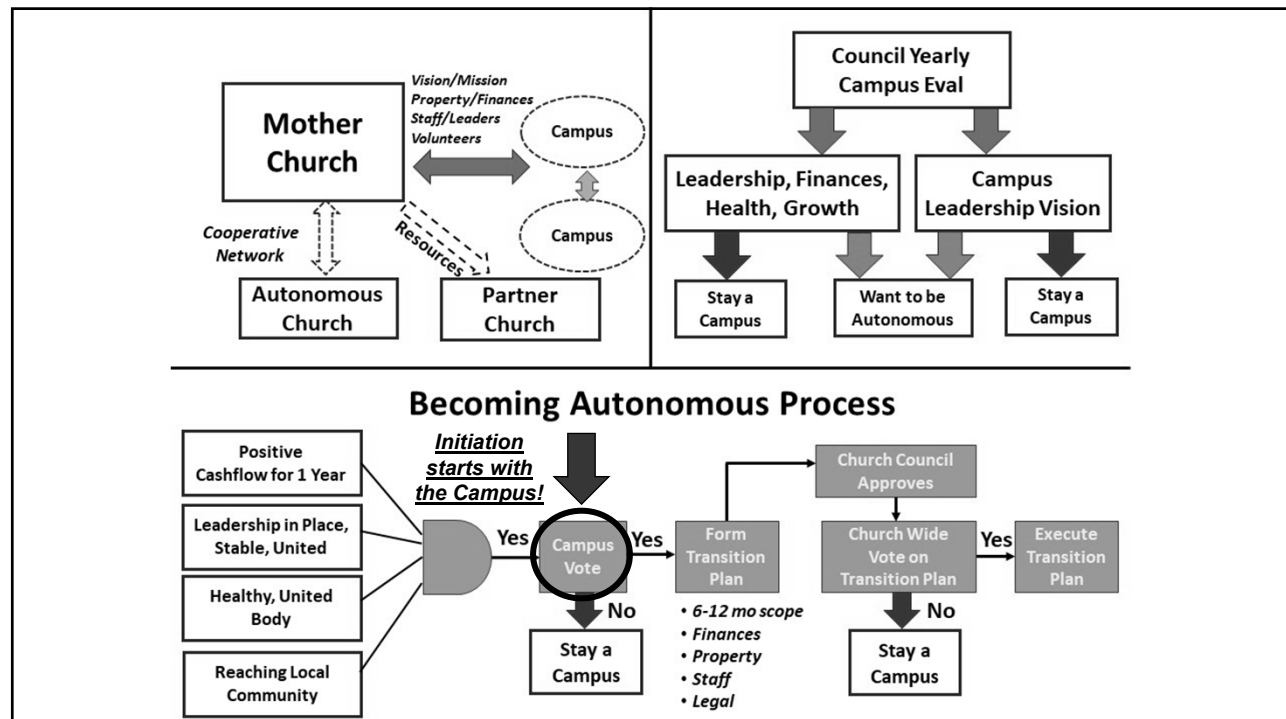 Mother
Church
Vision/Mission
Property/Finances
Staff/Leaders
Volunteers
Campus
Campus
Cooperative
Network
Resources
Autonomous
Church
Partner
Church
Council Yearly
Campus Eval
Leadership, Finances,
Health, Growth
Campus
Leadership Vision
Stay a
Campus
Want to be
Autonomous
Stay a
Campus
Becoming Autonomous Process
Positive
Cashflow for 1 Year
Leadership in Place,
Stable, United
Healthy, United
Body
Reaching Local
Community
Initiation
starts with
the Campus!
Yes
Campus
Vote
No
Stay a
Campus
Yes
Form
Transition
Plan
• 6-12 mo scope
• Finances
• Property
• Staff
• Legal
Church Council
Approves
Church Wide
Vote on
Transition Plan
No
Stay a
Campus
Yes
Execute
Transition
Plan